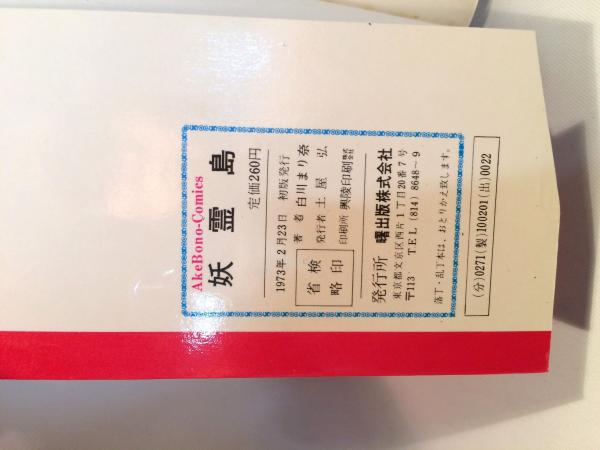 AkeBono-Comics
妖霊島
定価260円
1973年2月23日 初版発行
検印
省略
著者 白川まり奈
発行者 土屋弘
印刷所 興陵印刷
発行所 曙出版株式会社
東京都文京区西片1丁目20番7号
〒113 TEL (814) 8648~9
落丁・乱丁本は、おとりかえ致します。
(分)0271(製)100201(出)0022